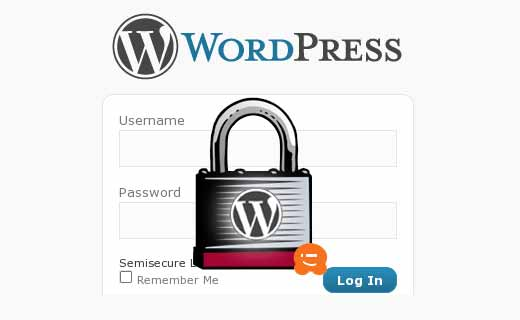 WORDPRESS
Username
Password
Semisecure L
Remember Me
Log In